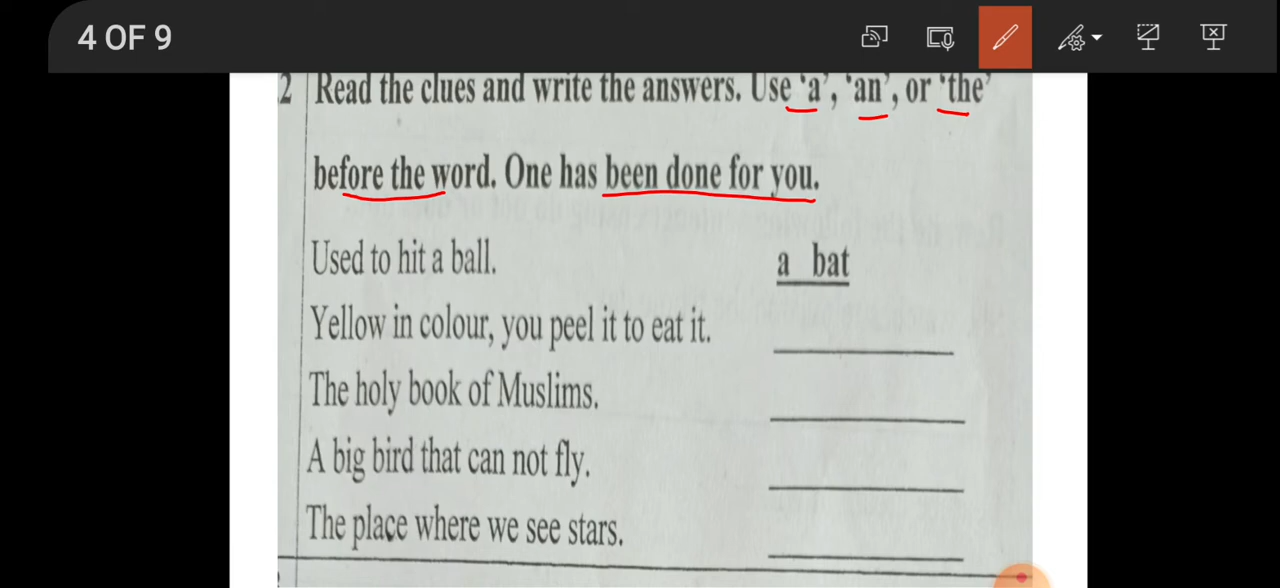 4 OF 9
2 Read the clues and write the answers. Use 'a', 'an', or 'the'
before the word. One has been done for you.
Used to hit a ball. a bat
Yellow in colour, you peel it to eat it.
The holy book of Muslims.
A big bird that can not fly.
The place where we see stars.